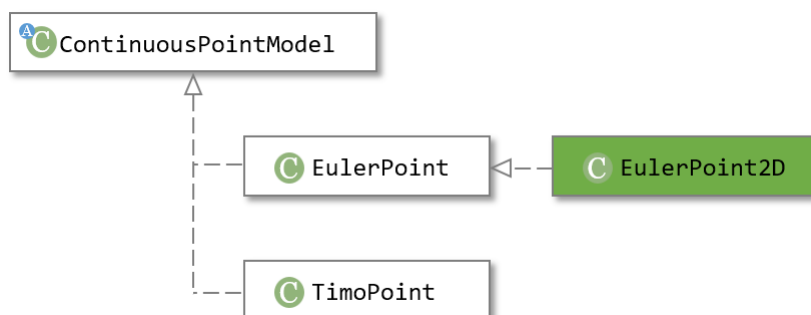 A C ContinuousPointModel
C EulerPoint
C EulerPoint2D
C TimoPoint